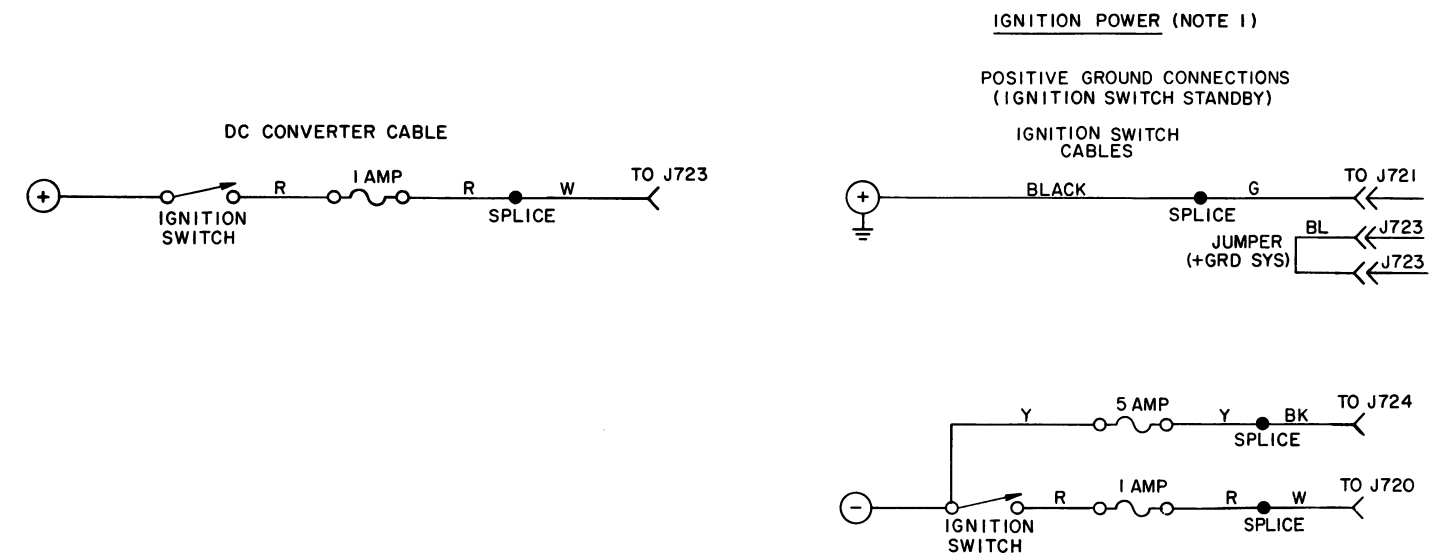 IGNITION POWER (NOTE 1)
POSITIVE GROUND CONNECTIONS
(IGNITION SWITCH STANDBY)
DC CONVERTER CABLE
+
IGNITION
SWITCH
R
1 AMP
R
SPLICE
W
TO J723
IGNITION SWITCH
CABLES
+
BLACK
SPLICE
G
TO J721
JUMPER
(+GRD SYS)
BL
J723
J723
Y
5 AMP
Y
SPLICE
BK
TO J724
−
IGNITION
SWITCH
R
1 AMP
R
SPLICE
W
TO J720